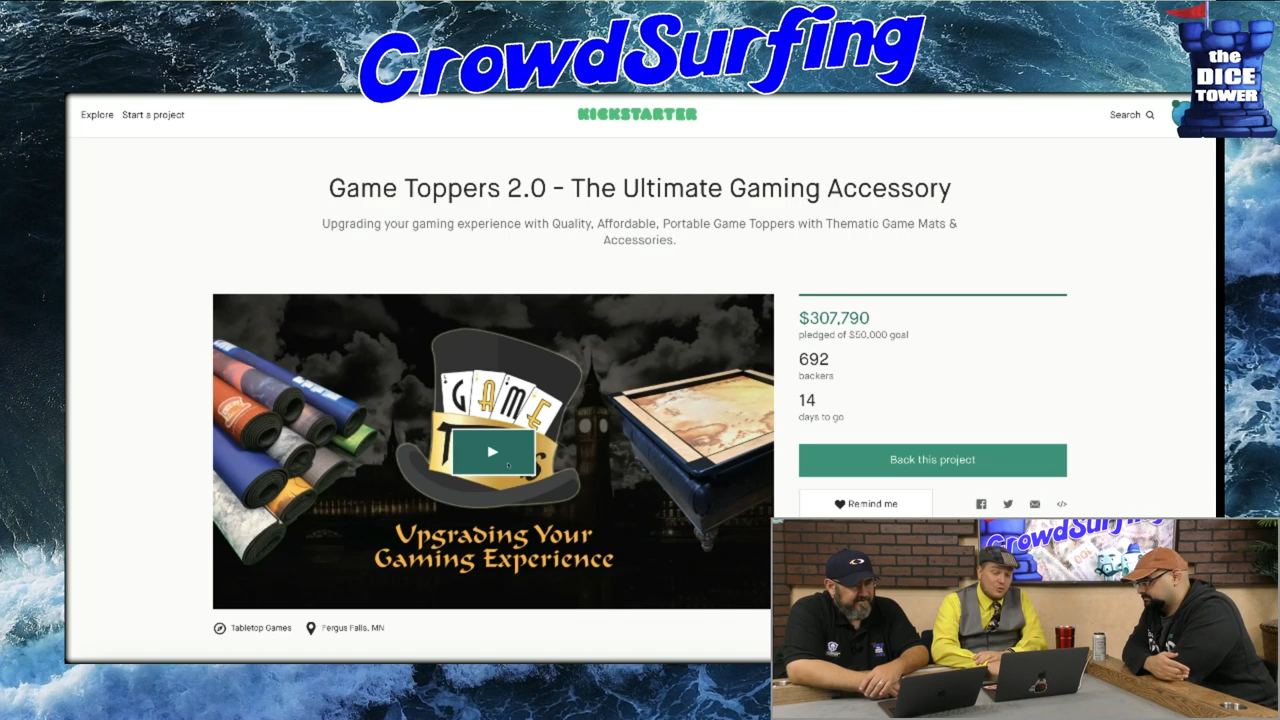 CrowdSurfing
the
DICE
TOWER
Explore Start a project
KICKSTARTER
Search
Game Toppers 2.0 - The Ultimate Gaming Accessory
Upgrading your gaming experience with Quality, Affordable, Portable Game Toppers with Thematic Game Mats &
Accessories.
$307,790
pledged of $50,000 goal
692
backers
14
days to go
Back this project
Remind me
GAME
Upgrading Your
Gaming Experience
Tabletop Games Fergus Falls, MN
CrowdSurfing